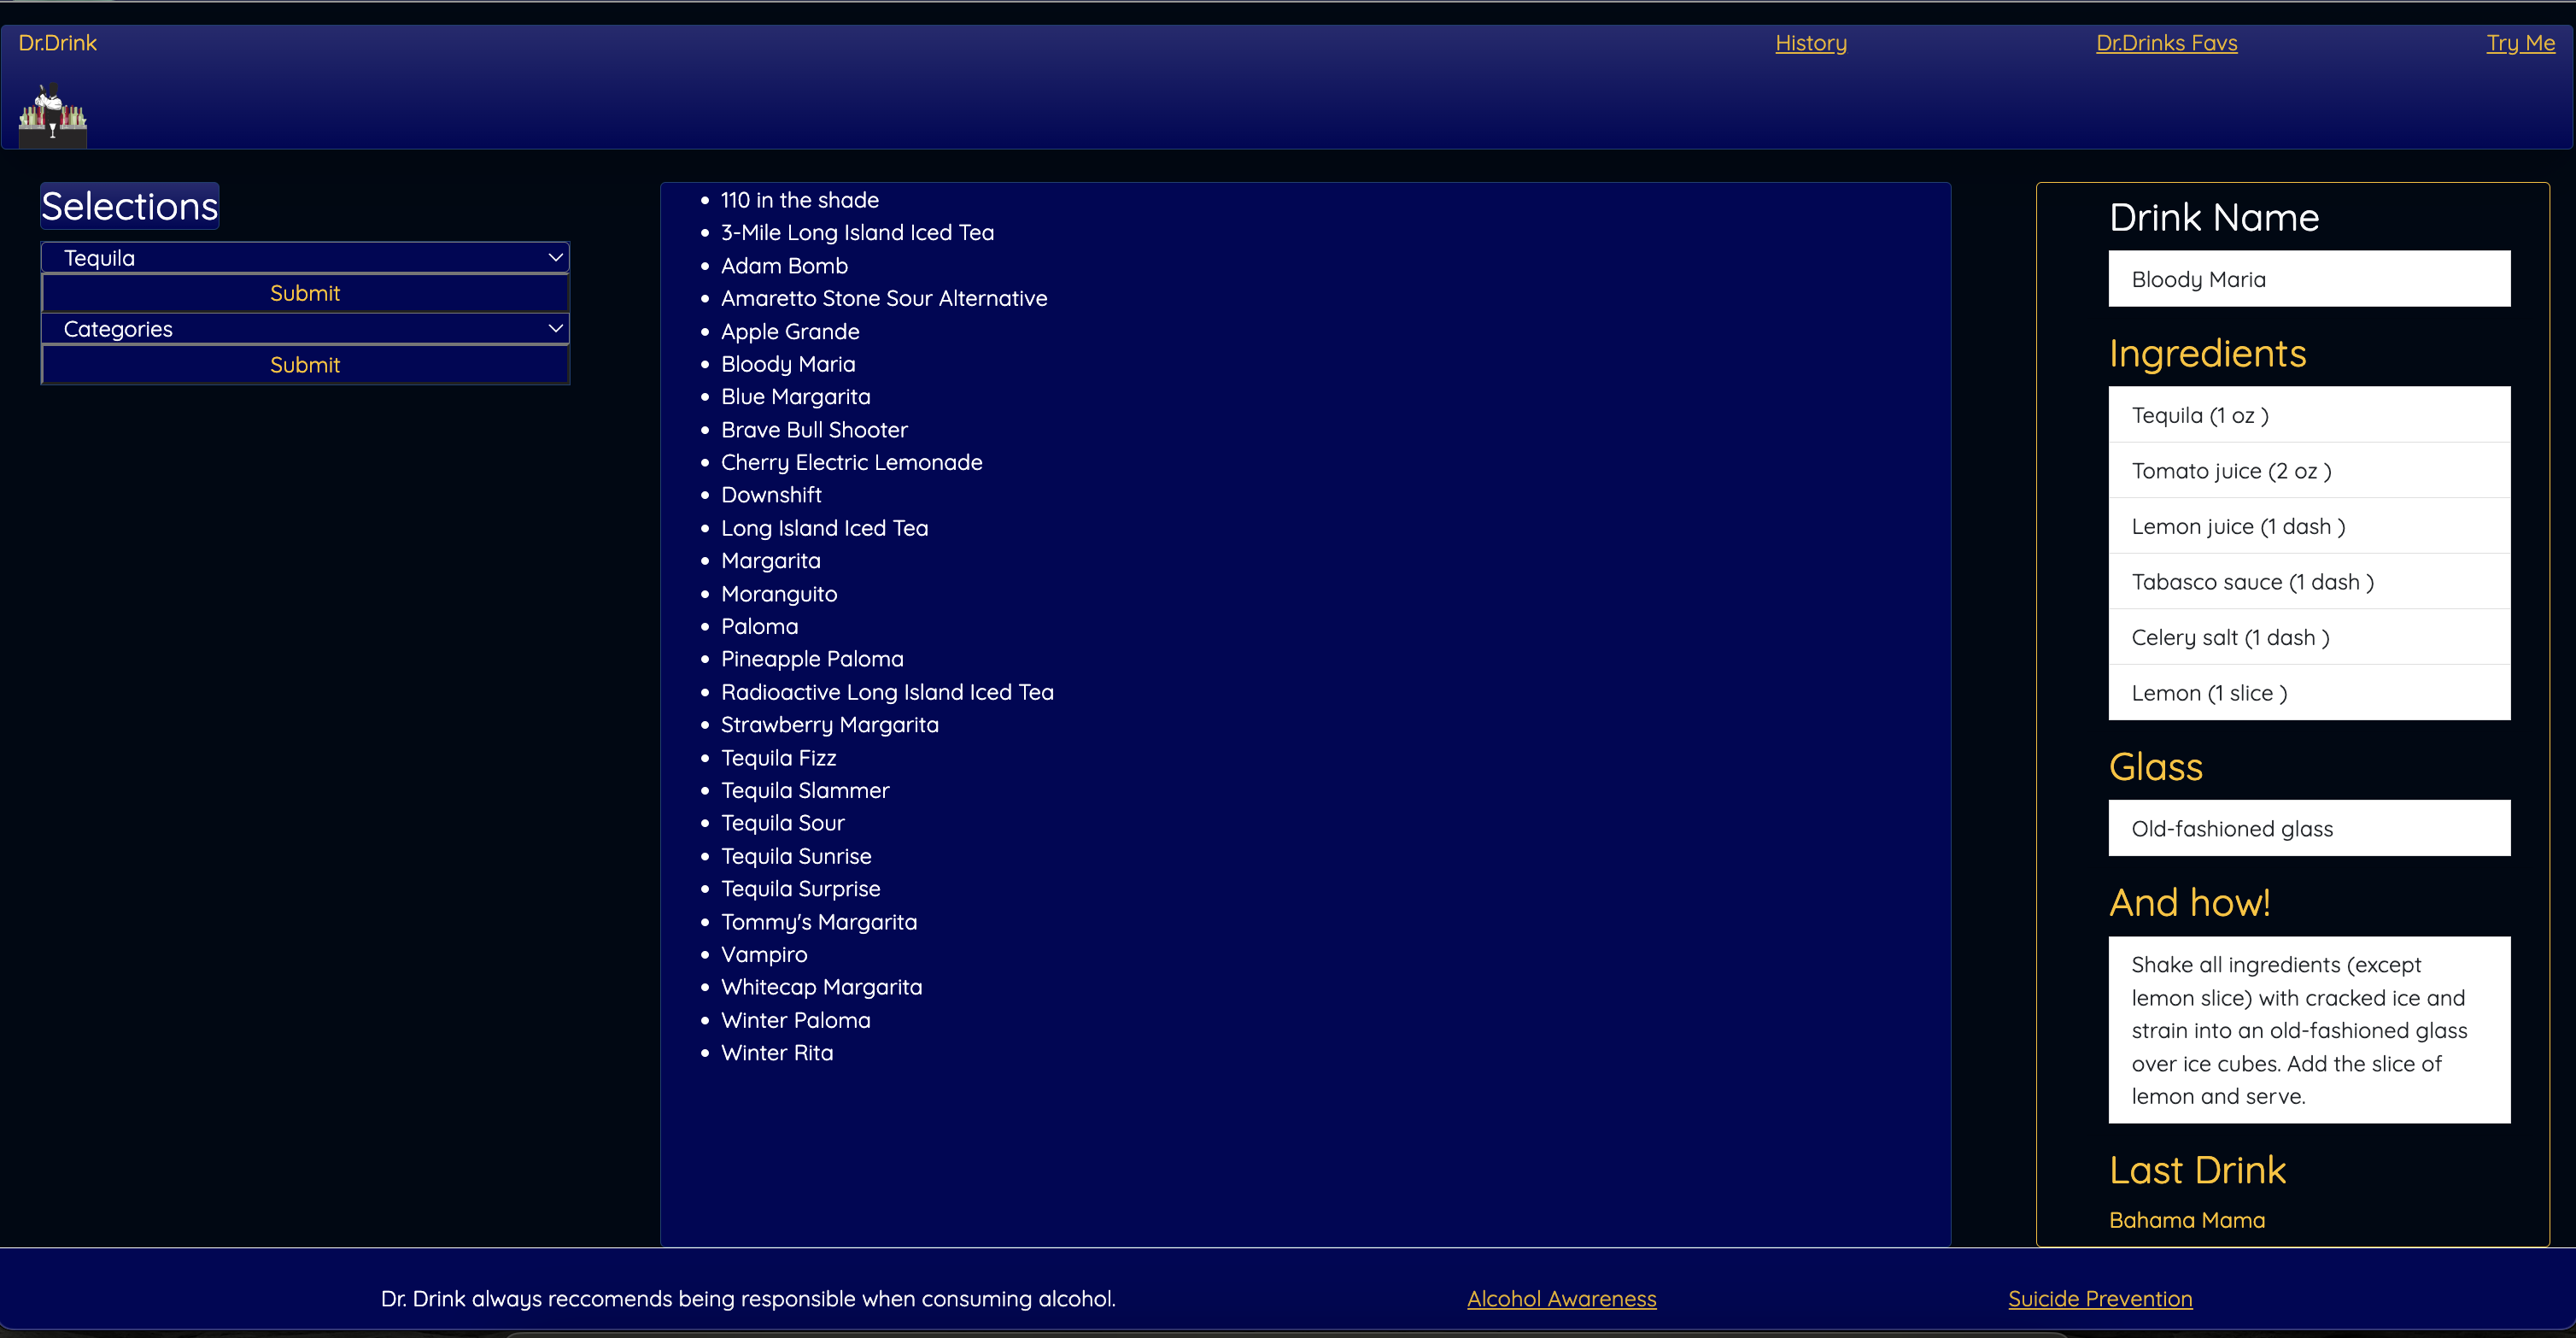 Dr.Drink
History
Dr.Drinks Favs
Try Me
Selections
Tequila
Submit
Categories
Submit
110 in the shade
3-Mile Long Island Iced Tea
Adam Bomb
Amaretto Stone Sour Alternative
Apple Grande
Bloody Maria
Blue Margarita
Brave Bull Shooter
Cherry Electric Lemonade
Downshift
Long Island Iced Tea
Margarita
Moranguito
Paloma
Pineapple Paloma
Radioactive Long Island Iced Tea
Strawberry Margarita
Tequila Fizz
Tequila Slammer
Tequila Sour
Tequila Sunrise
Tequila Surprise
Tommy's Margarita
Vampiro
Whitecap Margarita
Winter Paloma
Winter Rita
Drink Name
Bloody Maria
Ingredients
Tequila (1 oz )
Tomato juice (2 oz )
Lemon juice (1 dash )
Tabasco sauce (1 dash )
Celery salt (1 dash )
Lemon (1 slice )
Glass
Old-fashioned glass
And how!
Shake all ingredients (except
lemon slice) with cracked ice and
strain into an old-fashioned glass
over ice cubes. Add the slice of
lemon and serve.
Last Drink
Bahama Mama
Dr. Drink always reccomends being responsible when consuming alcohol.
Alcohol Awareness
Suicide Prevention